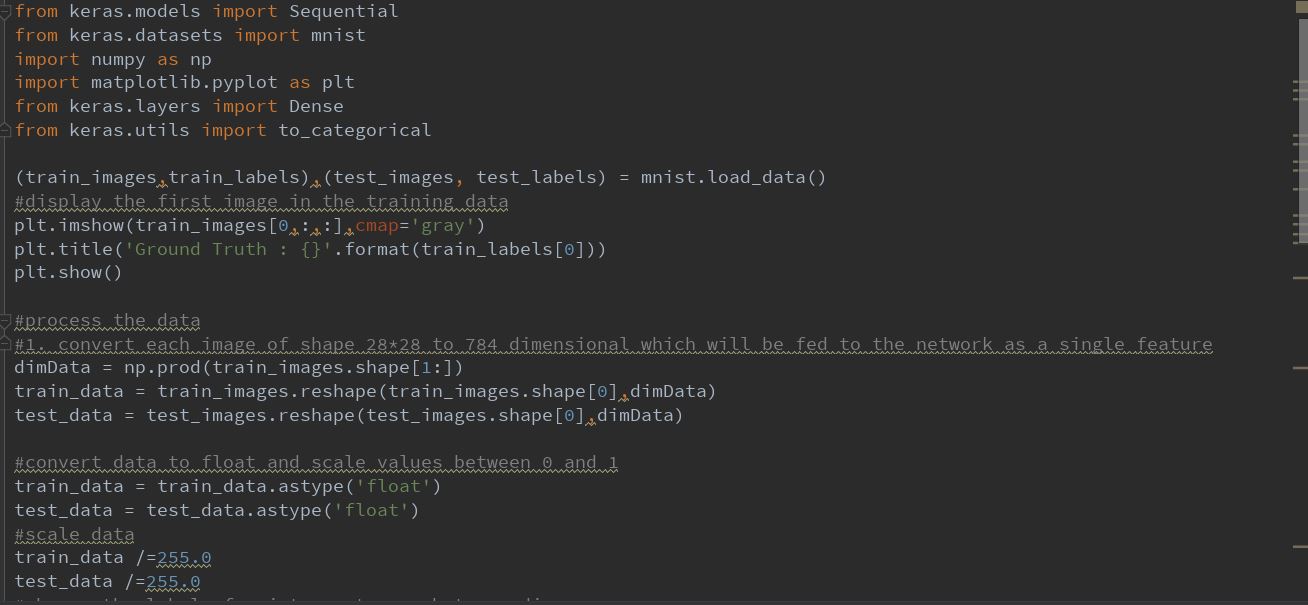 from keras.models import Sequential
from keras.datasets import mnist
import numpy as np
import matplotlib.pyplot as plt
from keras.layers import Dense
from keras.utils import to_categorical
(train_images,train_labels),(test_images, test_labels) = mnist.load_data()
#display the first image in the training data
plt.imshow(train_images[0,:,:],cmap='gray')
plt.title('Ground Truth : {}'.format(train_labels[0]))
plt.show()
#process the data
#1. convert each image of shape 28*28 to 784 dimensional which will be fed to the network as a single feature
dimData = np.prod(train_images.shape[1:])
train_data = train_images.reshape(train_images.shape[0],dimData)
test_data = test_images.reshape(test_images.shape[0],dimData)
#convert data to float and scale values between 0 and 1
train_data = train_data.astype('float')
test_data = test_data.astype('float')
#scale data
train_data /=255.0
test_data /=255.0